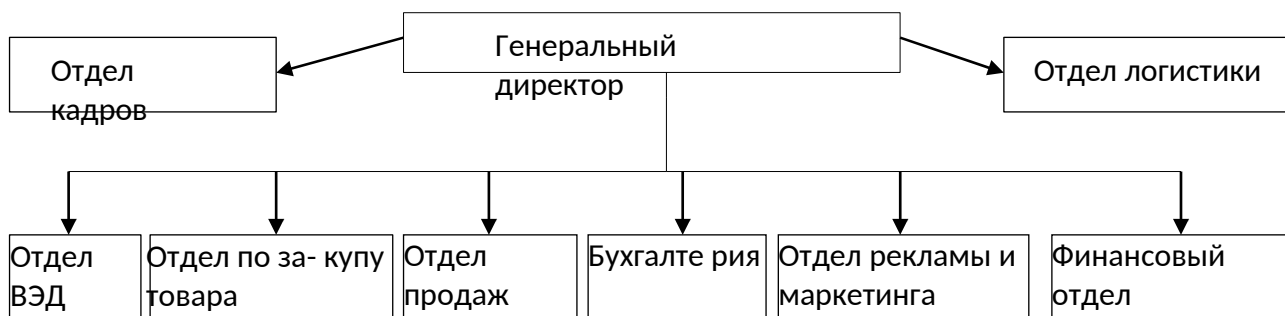 Генеральный
директор
Отдел
кадров
Отдел логистики
Отдел
ВЭД
Отдел по за- купу
товара
Отдел
продаж
Бухгалте рия
Отдел рекламы и
маркетинга
Финансовый
отдел